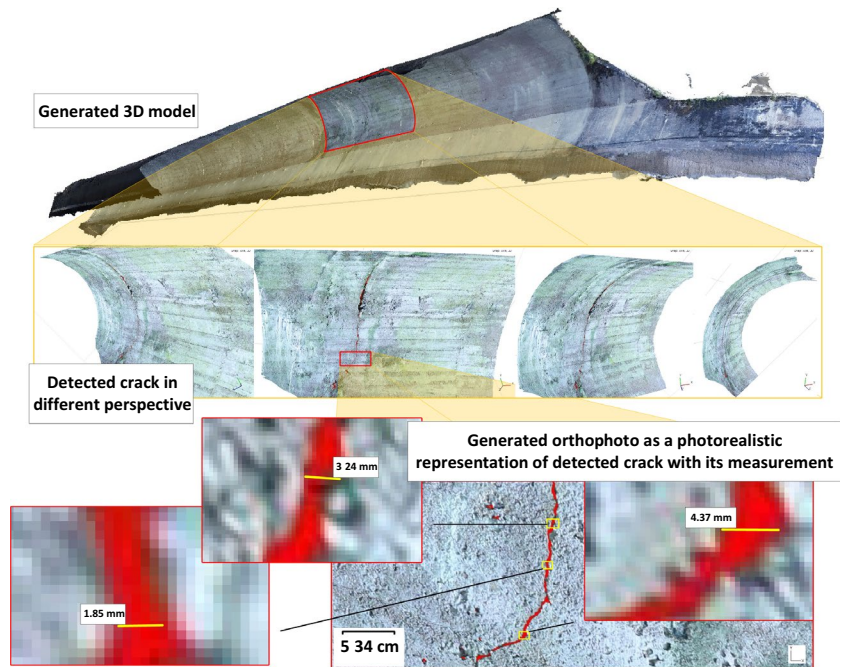 Generated 3D model
Detected crack in
different perspective
Generated orthophoto as a photorealistic
representation of detected crack with its measurement
3 24 mm
4.37 mm
1.85 mm
5 34 cm